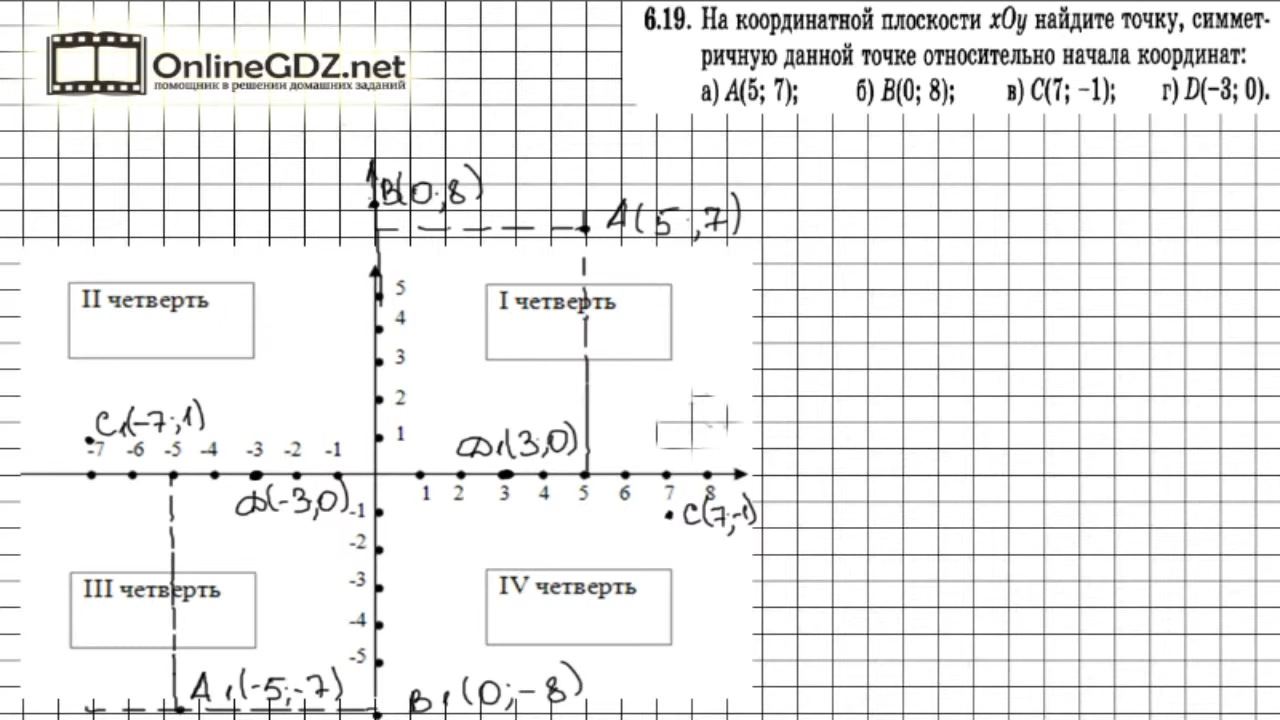 OnlineGDZ.net
помощник в решении домашних заданий
6.19. На координатной плоскости xOy найдите точку, симмет-
ричную данной точке относительно начала координат:
а) A(5; 7); б) B(0; 8); в) C(7; −1); г) D(−3; 0).
B(0;8)
A(5;7)
II четверть
I четверть
5
4
3
2
1
C₁(-7;1)
D₁(3;0)
-7 -6 -5 -4 -3 -2 -1
1 2 3 4 5 6 7 8
D(-3;0)
C(7;-1)
-1
-2
-3
-4
-5
III четверть
IV четверть
A₁(-5;-7)
B₁(0;-8)